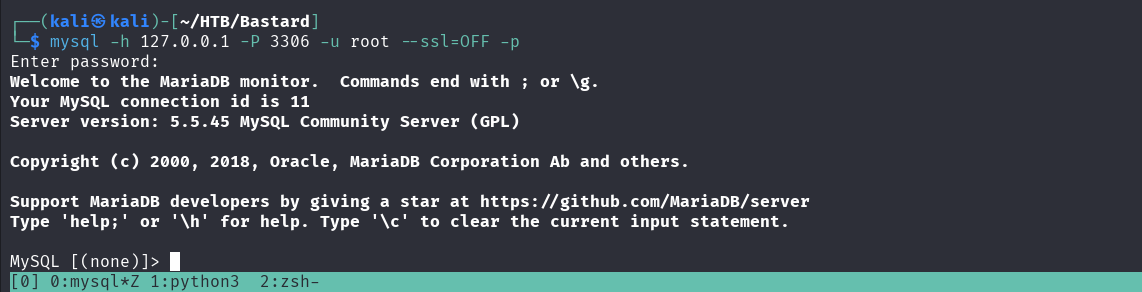 ┌──(kali㉿kali)-[~/HTB/Bastard]
└─$ mysql -h 127.0.0.1 -P 3306 -u root --ssl=OFF -p
Enter password:
Welcome to the MariaDB monitor.  Commands end with ; or \g.
Your MySQL connection id is 11
Server version: 5.5.45 MySQL Community Server (GPL)

Copyright (c) 2000, 2018, Oracle, MariaDB Corporation Ab and others.

Support MariaDB developers by giving a star at https://github.com/MariaDB/server
Type 'help;' or '\h' for help. Type '\c' to clear the current input statement.

MySQL [(none)]>
[0] 0:mysql*Z 1:python3  2:zsh-